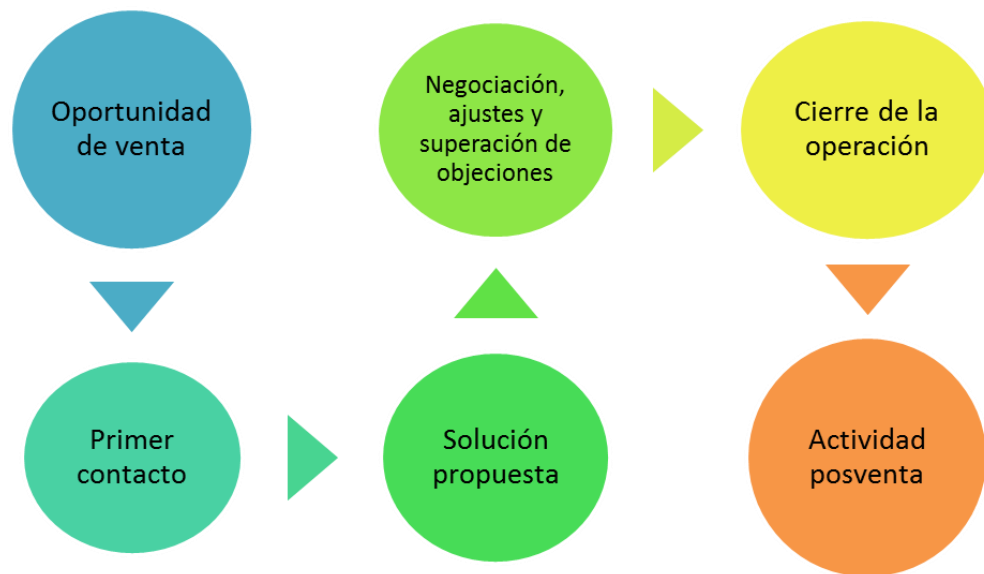 Oportunidad
de venta
Primer
contacto
Solución
propuesta
Negociación,
ajustes y
superación de
objeciones
Cierre de la
operación
Actividad
posventa